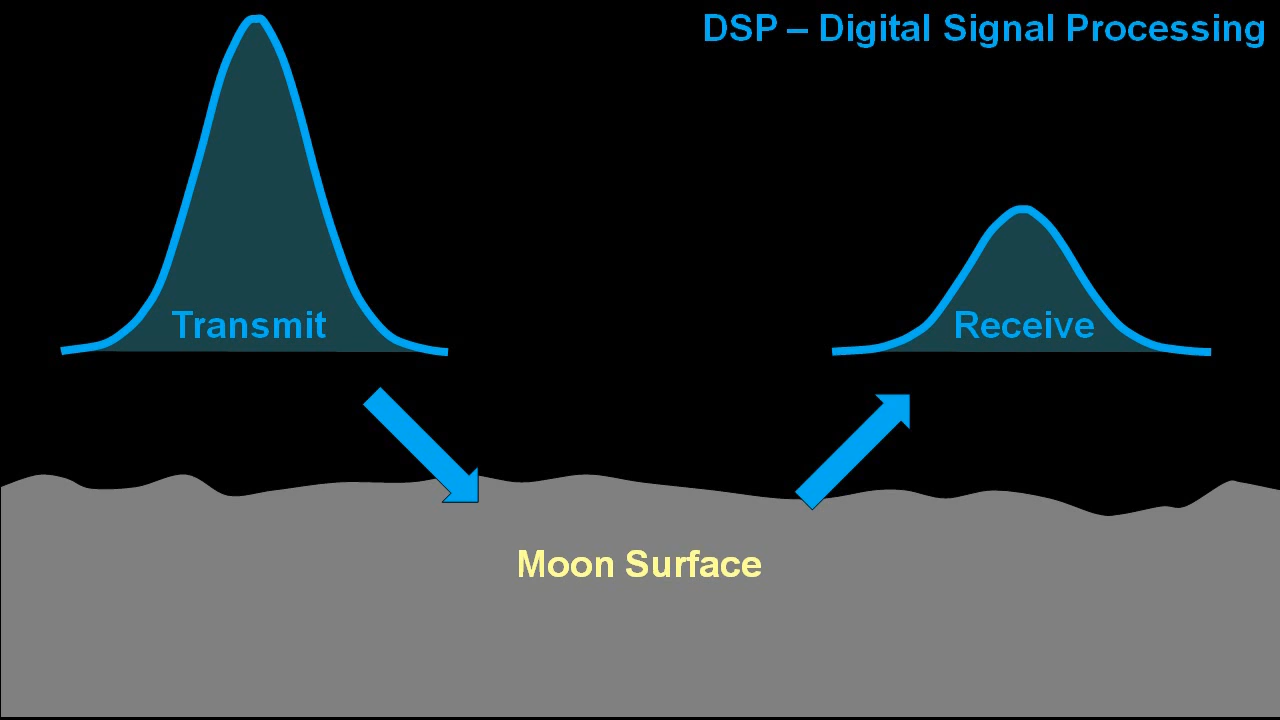 DSP – Digital Signal Processing
Transmit
Receive
Moon Surface